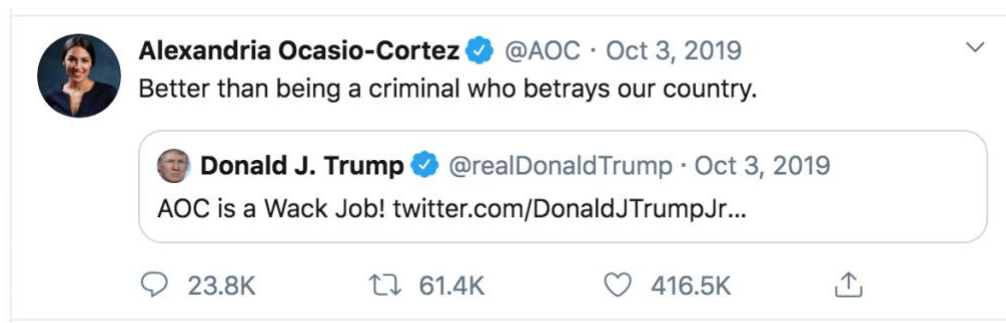 Alexandria Ocasio-Cortez @AOC · Oct 3, 2019
Better than being a criminal who betrays our country.
Donald J. Trump @realDonaldTrump · Oct 3, 2019
AOC is a Wack Job! twitter.com/DonaldJTrumpJr...
23.8K 61.4K 416.5K